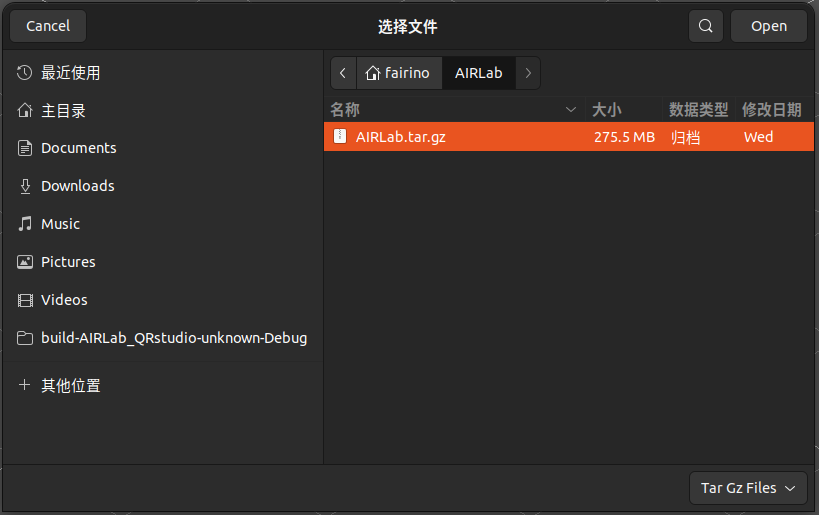 Cancel 选择文件 Open
最近使用
主目录
Documents
Downloads
Music
Pictures
Videos
build-AIRLab_QRstudio-unknown-Debug
其他位置
fairino AIRLab
名称 大小 数据类型 修改日期
AIRLab.tar.gz 275.5 MB 归档 Wed
Tar Gz Files